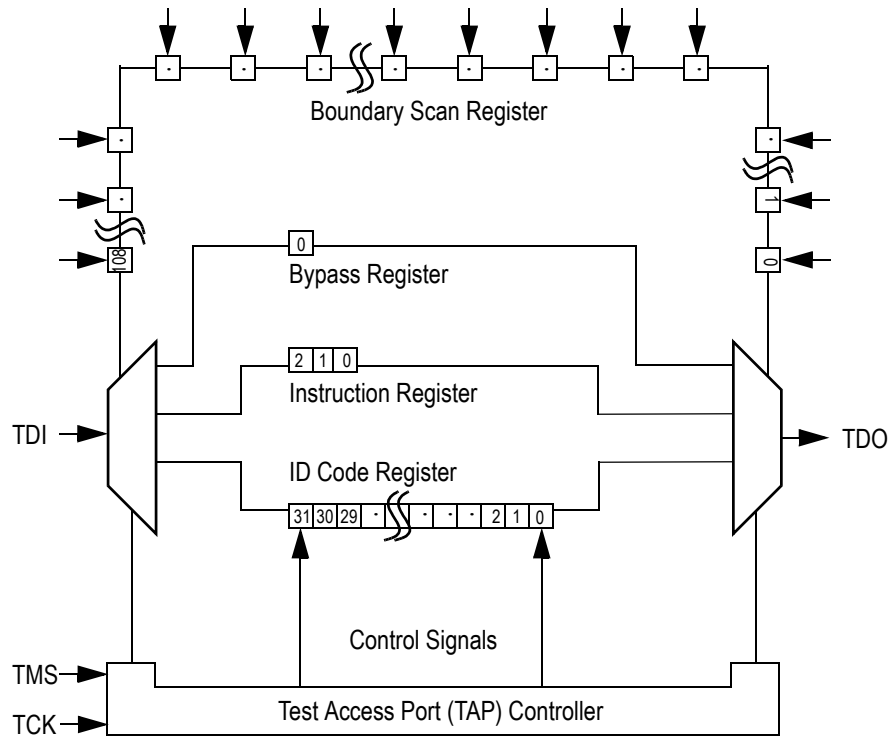 Boundary Scan Register
108
1
0
0
Bypass Register
2 1 0
Instruction Register
TDI
TDO
ID Code Register
31 30 29 · · · · · 2 1 0
Control Signals
TMS
Test Access Port (TAP) Controller
TCK